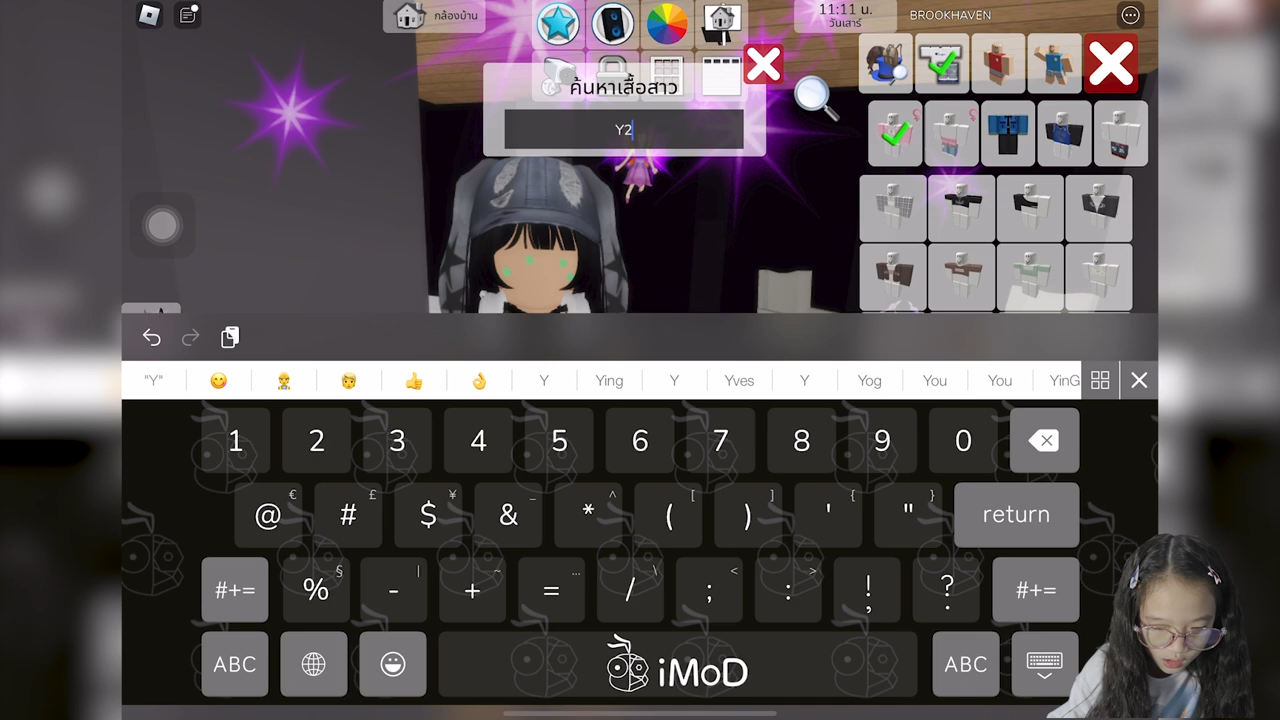 กล้องบ้าน
11:11 น.
วันเสาร์
BROOKHAVEN
ค้นหาเสื้อสาว
Y2
"Y" Y Ying Y Yves Y Yog You You YinG
1 2 3 4 5 6 7 8 9 0
€ £ ¥ _ ^ [ ] { }
@ # $ & * ( ) ' " return
§ | ~ … \ < >
#+= % - + = / ; : ! , ? . #+=
ABC iMoD ABC